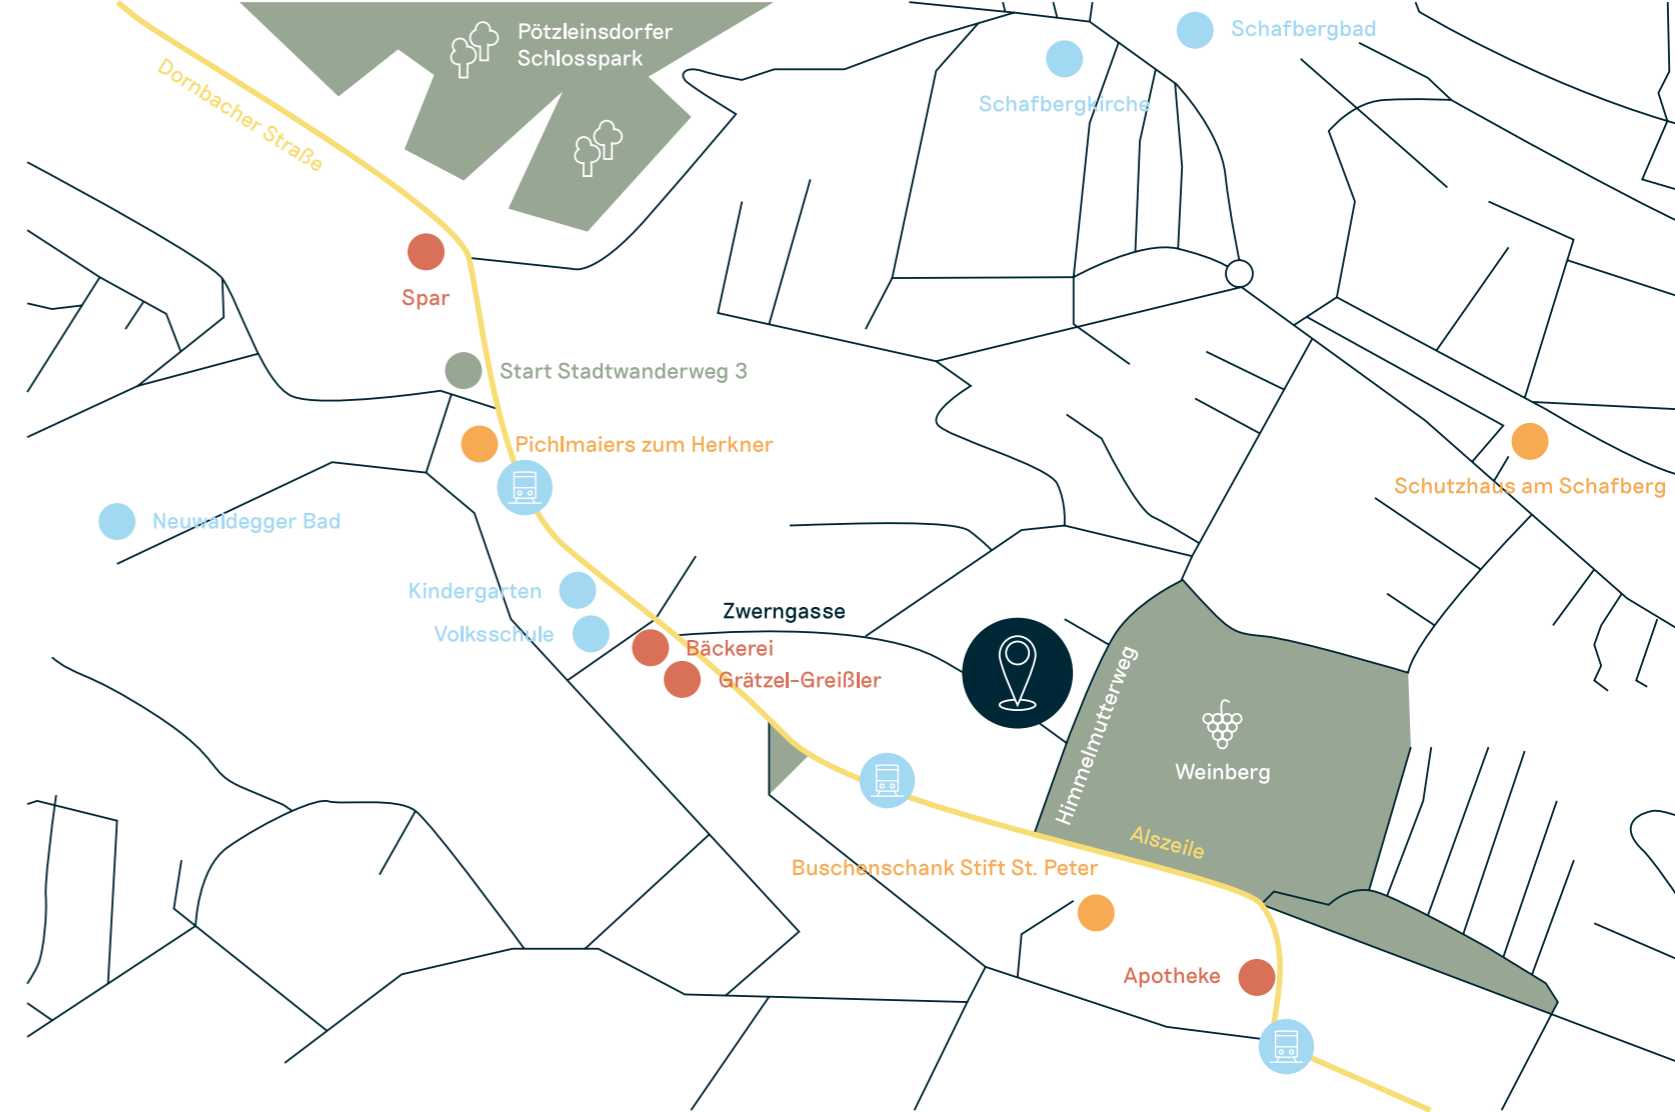 Pötzleinsdorfer
Schlosspark
Schafbergbad
Schafbergkirche
Dornbacher Straße
Spar
Start Stadtwanderweg 3
Pichlmaiers zum Herkner
Schutzhaus am Schafberg
Neuwaldegger Bad
Kindergarten
Zwerngasse
Volksschule
Bäckerei
Grätzel-Greißler
Himmelmutterweg
Weinberg
Alszeile
Buschenschank Stift St. Peter
Apotheke